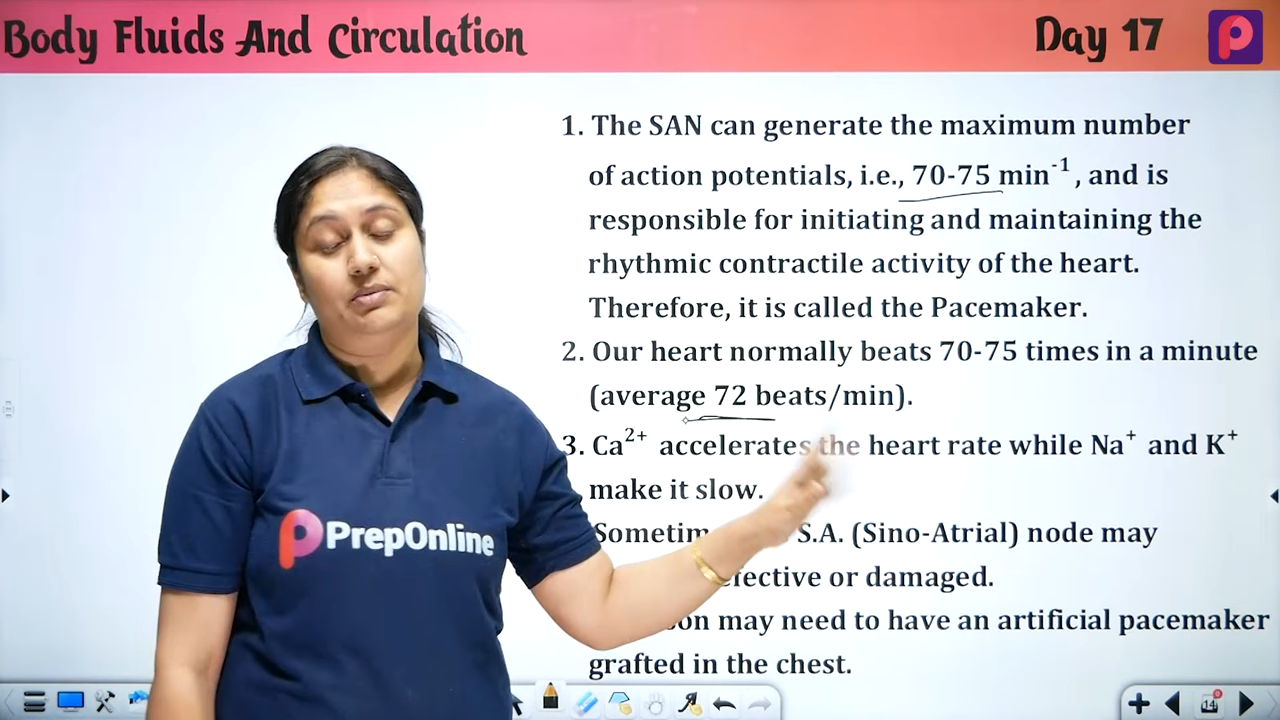 Body Fluids And Circulation
Day 17
1. The SAN can generate the maximum number
of action potentials, i.e., 70-75 min⁻¹, and is
responsible for initiating and maintaining the
rhythmic contractile activity of the heart.
Therefore, it is called the Pacemaker.
2. Our heart normally beats 70-75 times in a minute
(average 72 beats/min).
3. Ca²⁺ accelerates the heart rate while Na⁺ and K⁺
make it slow.
S.A. (Sino-Atrial) node may
or damaged.
may need to have an artificial pacemaker
grafted in the chest.
PrepOnline
14